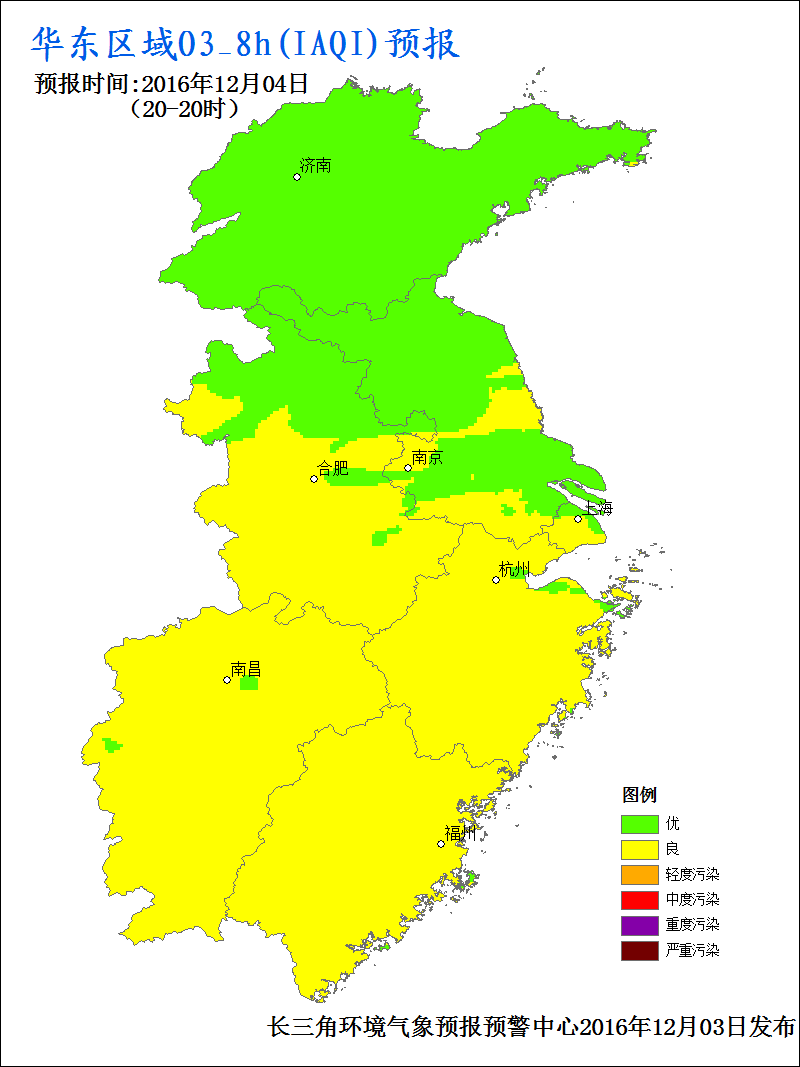 华东区域O3_8h(IAQI)预报
预报时间:2016年12月04日
（20-20时）
济南
南京
合肥
上海
杭州
南昌
福州
图例
优
良
轻度污染
中度污染
重度污染
严重污染
长三角环境气象预报预警中心2016年12月03日发布